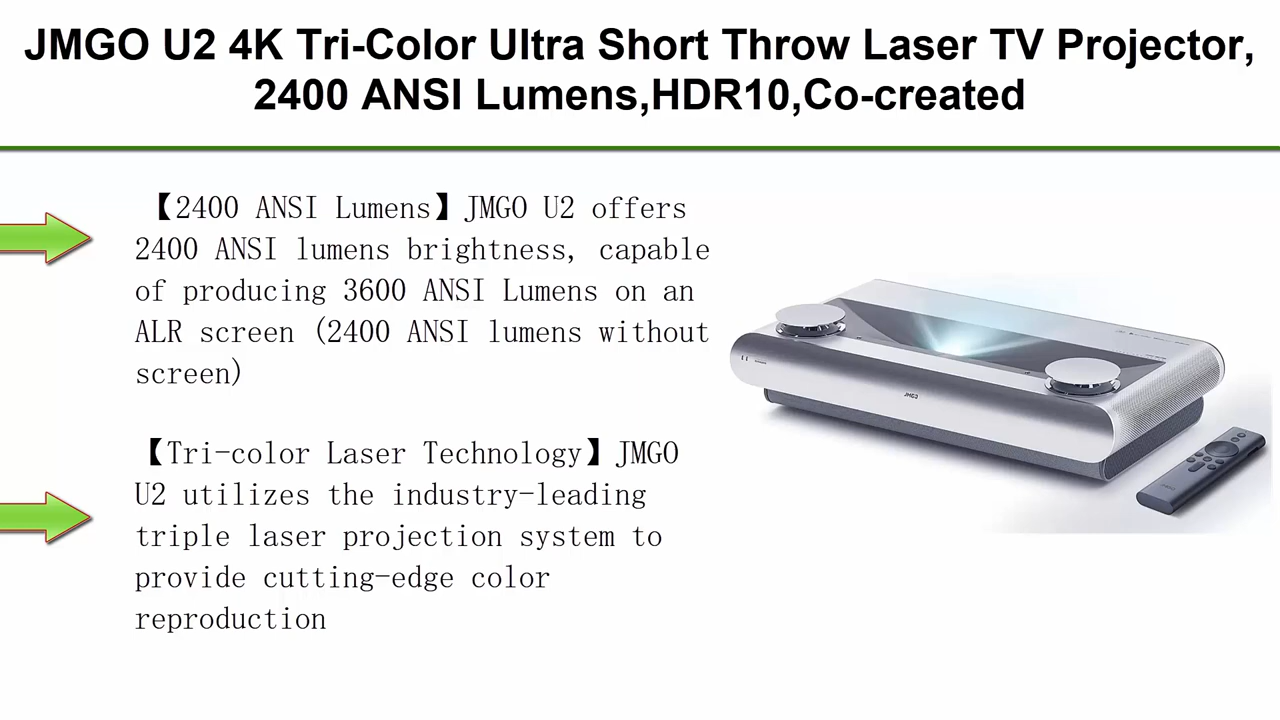 JMGO U2 4K Tri-Color Ultra Short Throw Laser TV Projector,
2400 ANSI Lumens,HDR10,Co-created
【2400 ANSI Lumens】JMGO U2 offers
2400 ANSI lumens brightness, capable
of producing 3600 ANSI Lumens on an
ALR screen (2400 ANSI lumens without
screen)
【Tri-color Laser Technology】JMGO
U2 utilizes the industry-leading
triple laser projection system to
provide cutting-edge color
reproduction
JMGO